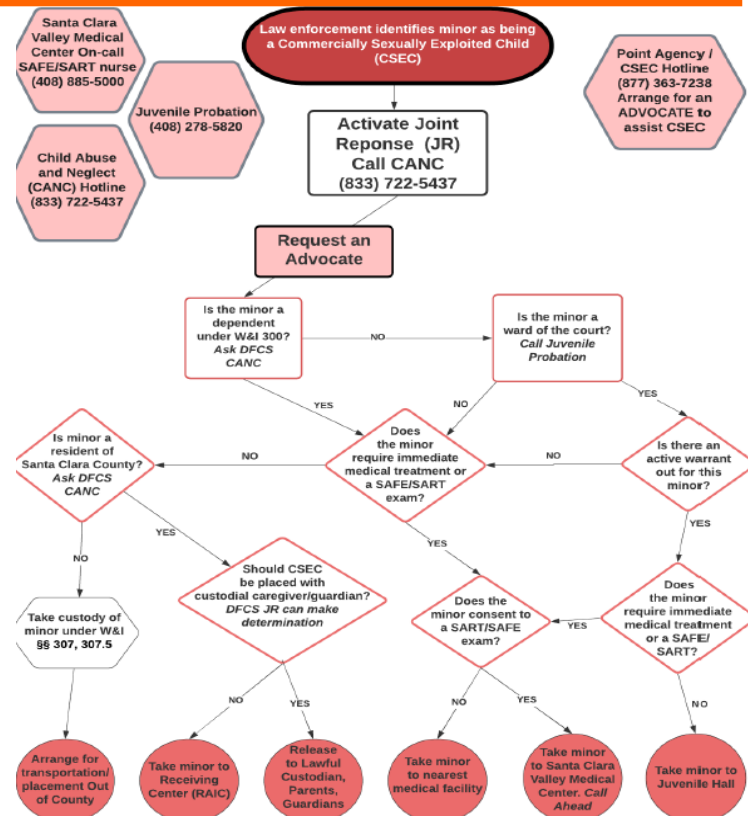 Santa Clara
Valley Medical
Center On-call
SAFE/SART nurse
(408) 885-5000
Juvenile Probation
(408) 278-5820
Child Abuse
and Neglect
(CANC) Hotline
(833) 722-5437
Law enforcement identifies minor as being
a Commercially Sexually Exploited Child
(CSEC)
Point Agency /
CSEC Hotline
(877) 363-7238
Arrange for an
ADVOCATE to
assist CSEC
Activate Joint
Reponse (JR)
Call CANC
(833) 722-5437
Request an
Advocate
Is the minor a
dependent
under W&I 300?
Ask DFCS
CANC
NO
Is the minor a
ward of the court?
Call Juvenile
Probation
YES
NO
YES
Is minor a
resident of
Santa Clara County?
Ask DFCS
CANC
NO
Does
the minor
require immediate
medical treatment or
a SAFE/SART
exam?
NO
Is there an
active warrant
out for this
minor?
NO
YES
YES
YES
Take custody of
minor under W&I
§§ 307, 307.5
Should CSEC
be placed with
custodial caregiver/guardian?
DFCS JR can make
determination
Does the
minor consent
to a SART/SAFE
exam?
YES
Does
the minor
require immediate
medical treatment
or a SAFE/
SART?
NO
YES
NO
YES
NO
Arrange for
transportation/
placement Out
of County
Take minor to
Receiving
Center (RAIC)
Release
to Lawful
Custodian,
Parents,
Guardians
Take minor
to nearest
medical facility
Take minor
to Santa Clara
Valley Medical
Center. Call
Ahead
Take minor to
Juvenile Hall